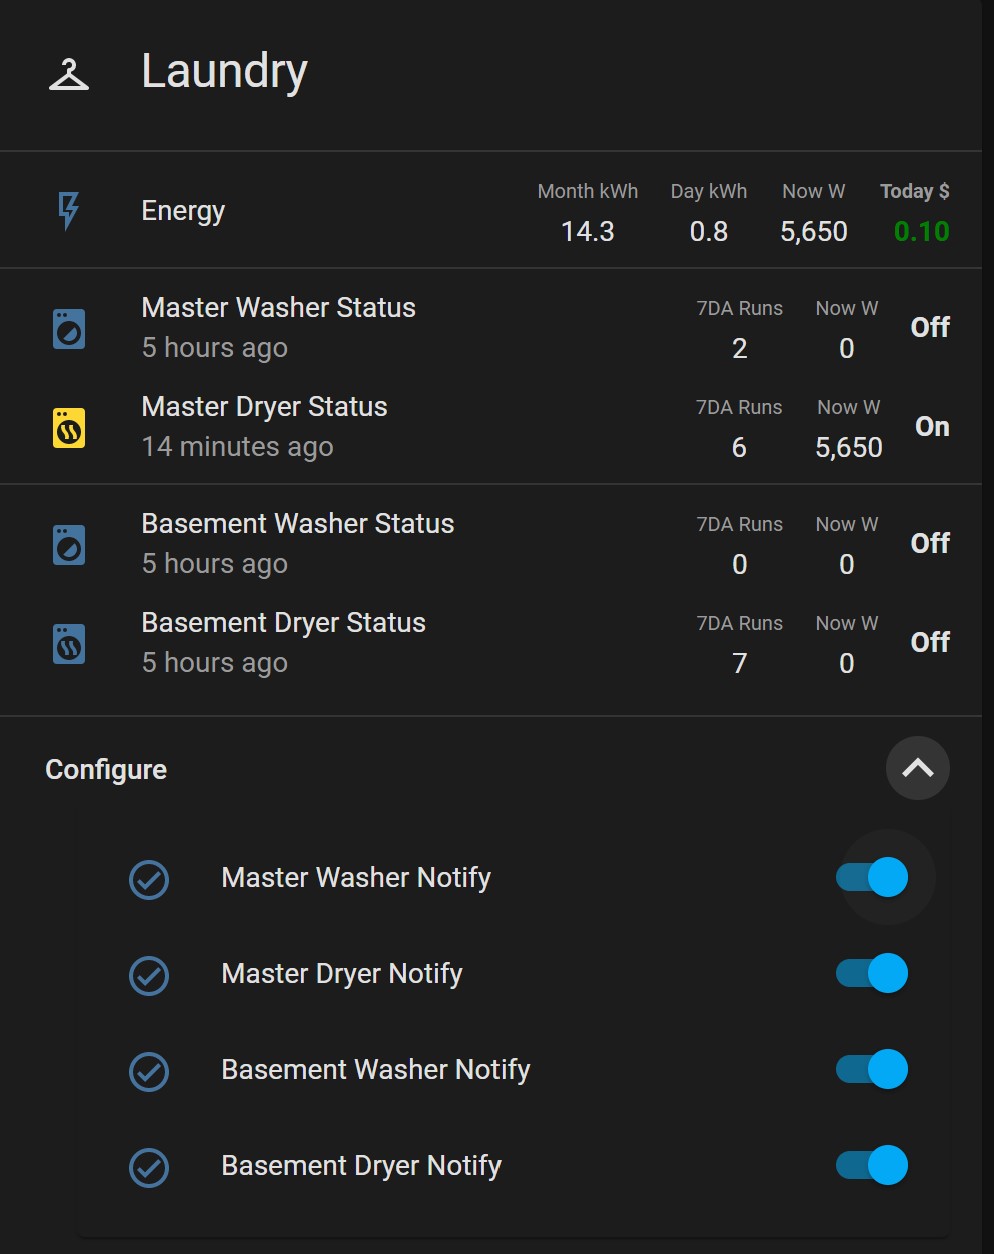 Laundry
Energy
Month kWh Day kWh Now W Today $
14.3 0.8 5,650 0.10
Master Washer Status
5 hours ago
7DA Runs Now W
2 0
Off
Master Dryer Status
14 minutes ago
7DA Runs Now W
6 5,650
On
Basement Washer Status
5 hours ago
7DA Runs Now W
0 0
Off
Basement Dryer Status
5 hours ago
7DA Runs Now W
7 0
Off
Configure
Master Washer Notify
Master Dryer Notify
Basement Washer Notify
Basement Dryer Notify